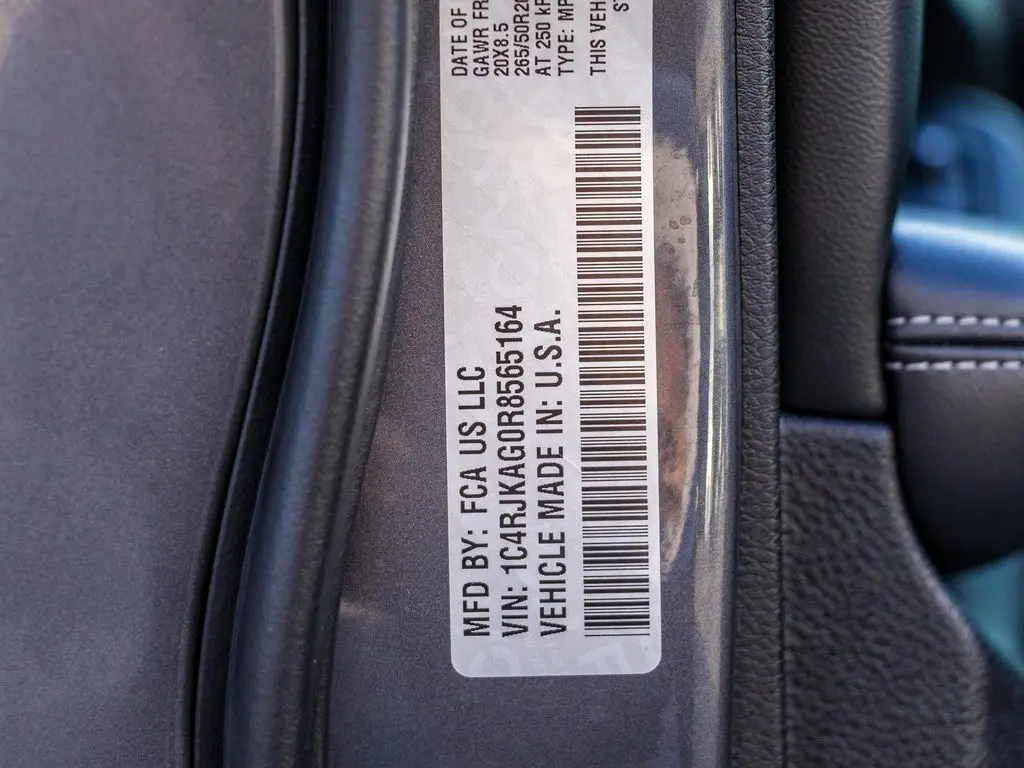 MFD BY: FCA US LLC
DATE OF
VIN: 1C4RJKAG0R8565164
GAWR FR
VEHICLE MADE IN: U.S.A.
20X8.5
265/50R20
AT 250 KP
TYPE: MP
THIS VEH